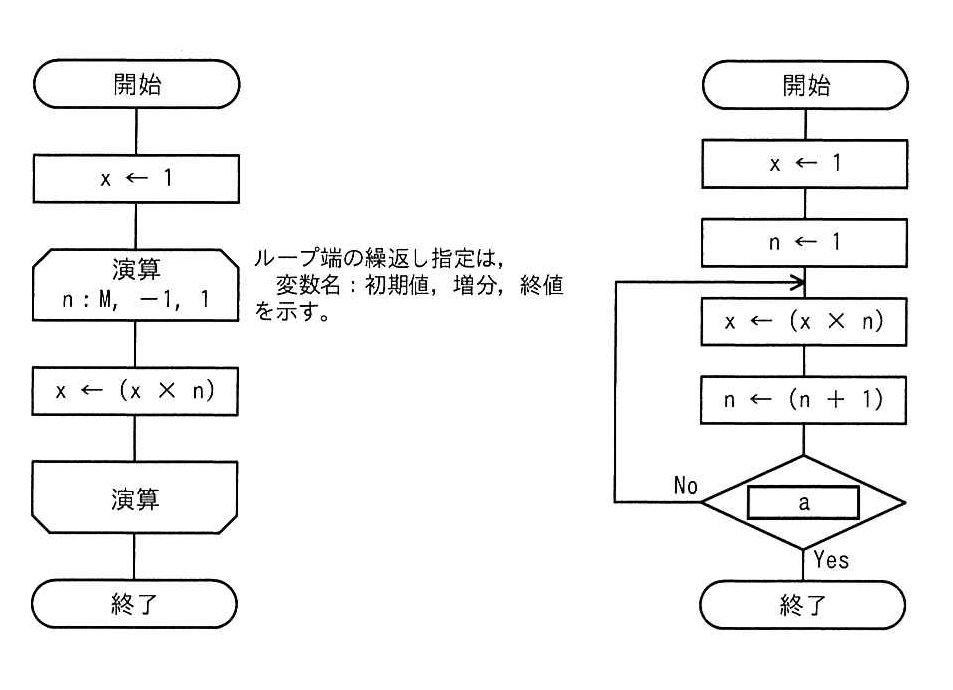 開始
x ← 1
演算
n：M, －1, 1
ループ端の繰返し指定は,
変数名：初期値, 増分, 終値
を示す。
x ← (x × n)
演算
終了
開始
x ← 1
n ← 1
x ← (x × n)
n ← (n ＋ 1)
No
a
Yes
終了